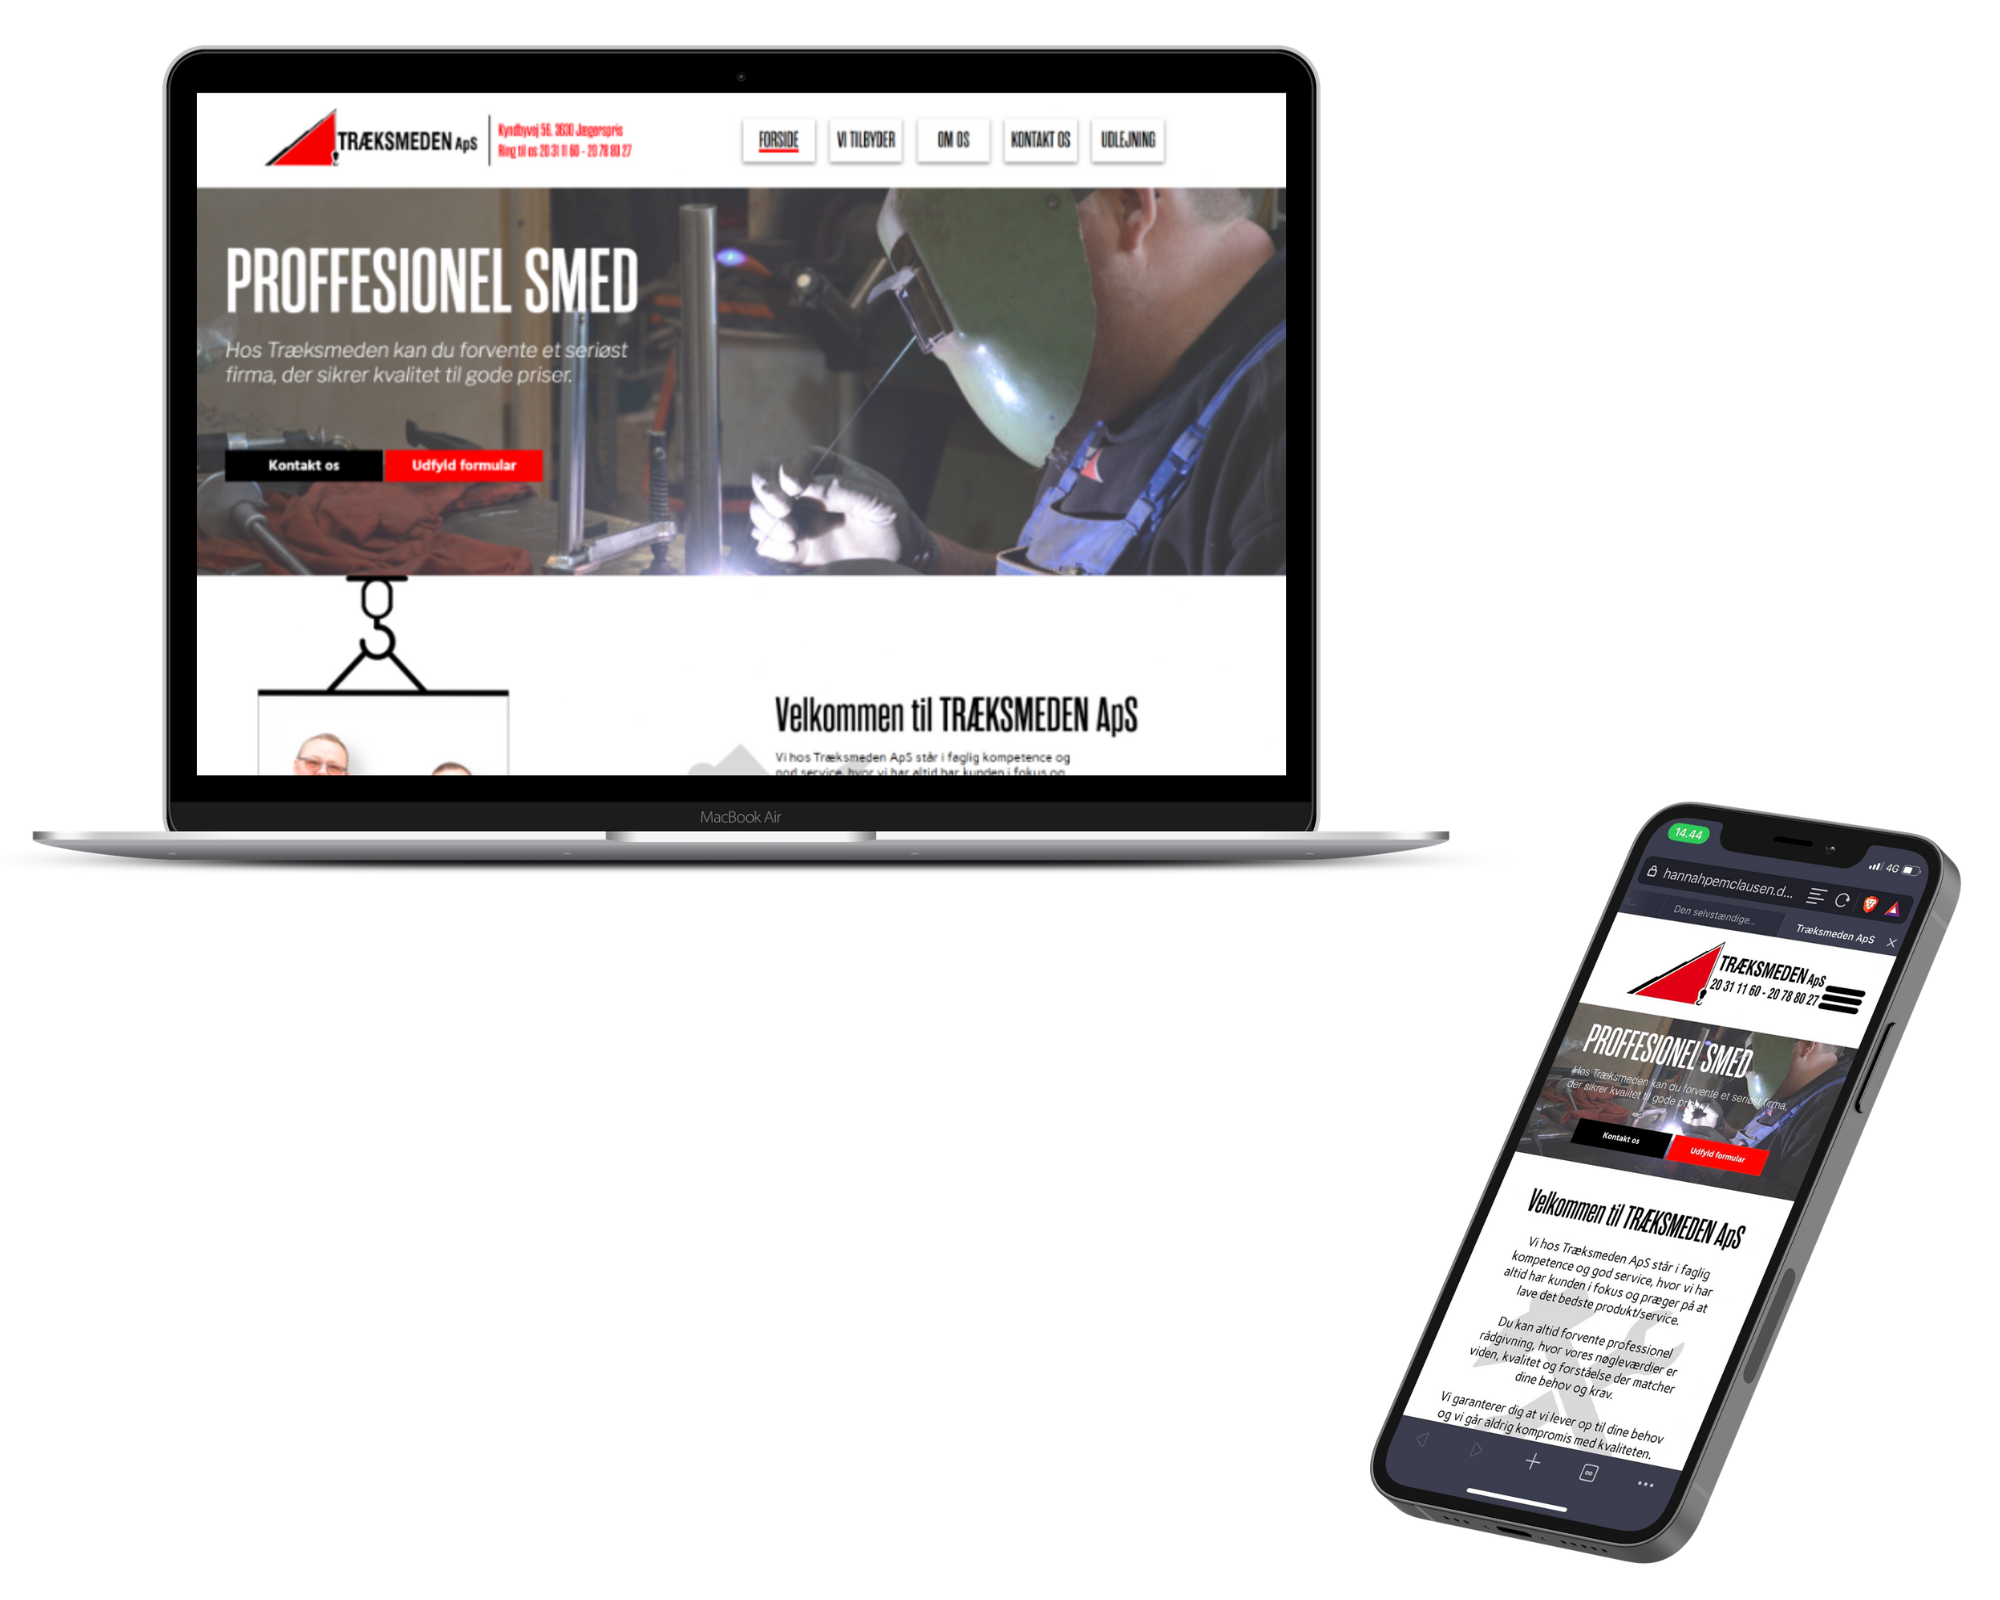 TRÆKSMEDEN ApS
Kyndbyvej 56, 3630 Jægerspris
Ring til os 20 31 11 60 - 20 78 80 27
FORSIDE
VI TILBYDER
OM OS
KONTAKT OS
UDLEJNING
PROFFESIONEL SMED
Hos Træksmeden kan du forvente et seriøst
firma, der sikrer kvalitet til gode priser.
Kontakt os
Udfyld formular
Velkommen til TRÆKSMEDEN ApS
Vi hos Træksmeden ApS står i faglig kompetence og
god service, hvor vi har altid har kunden i fokus og
MacBook Air
14.44
4G
hannahpemclausen.d...
Den selvstændige...
Træksmeden ApS
TRÆKSMEDEN ApS
20 31 11 60 - 20 78 80 27
PROFFESIONEL SMED
Hos Træksmeden kan du forvente et seriøst firma,
der sikrer kvalitet til gode priser.
Kontakt os
Udfyld formular
Velkommen til TRÆKSMEDEN ApS
Vi hos Træksmeden ApS står i faglig
kompetence og god service, hvor vi har
altid har kunden i fokus og præger på at
lave det bedste produkt/service.
Du kan altid forvente professionel
rådgivning, hvor vores nøgleværdier er
viden, kvalitet og forståelse der matcher
dine behov og krav.
Vi garanterer dig at vi lever op til dine behov
og vi går aldrig kompromis med kvaliteten.